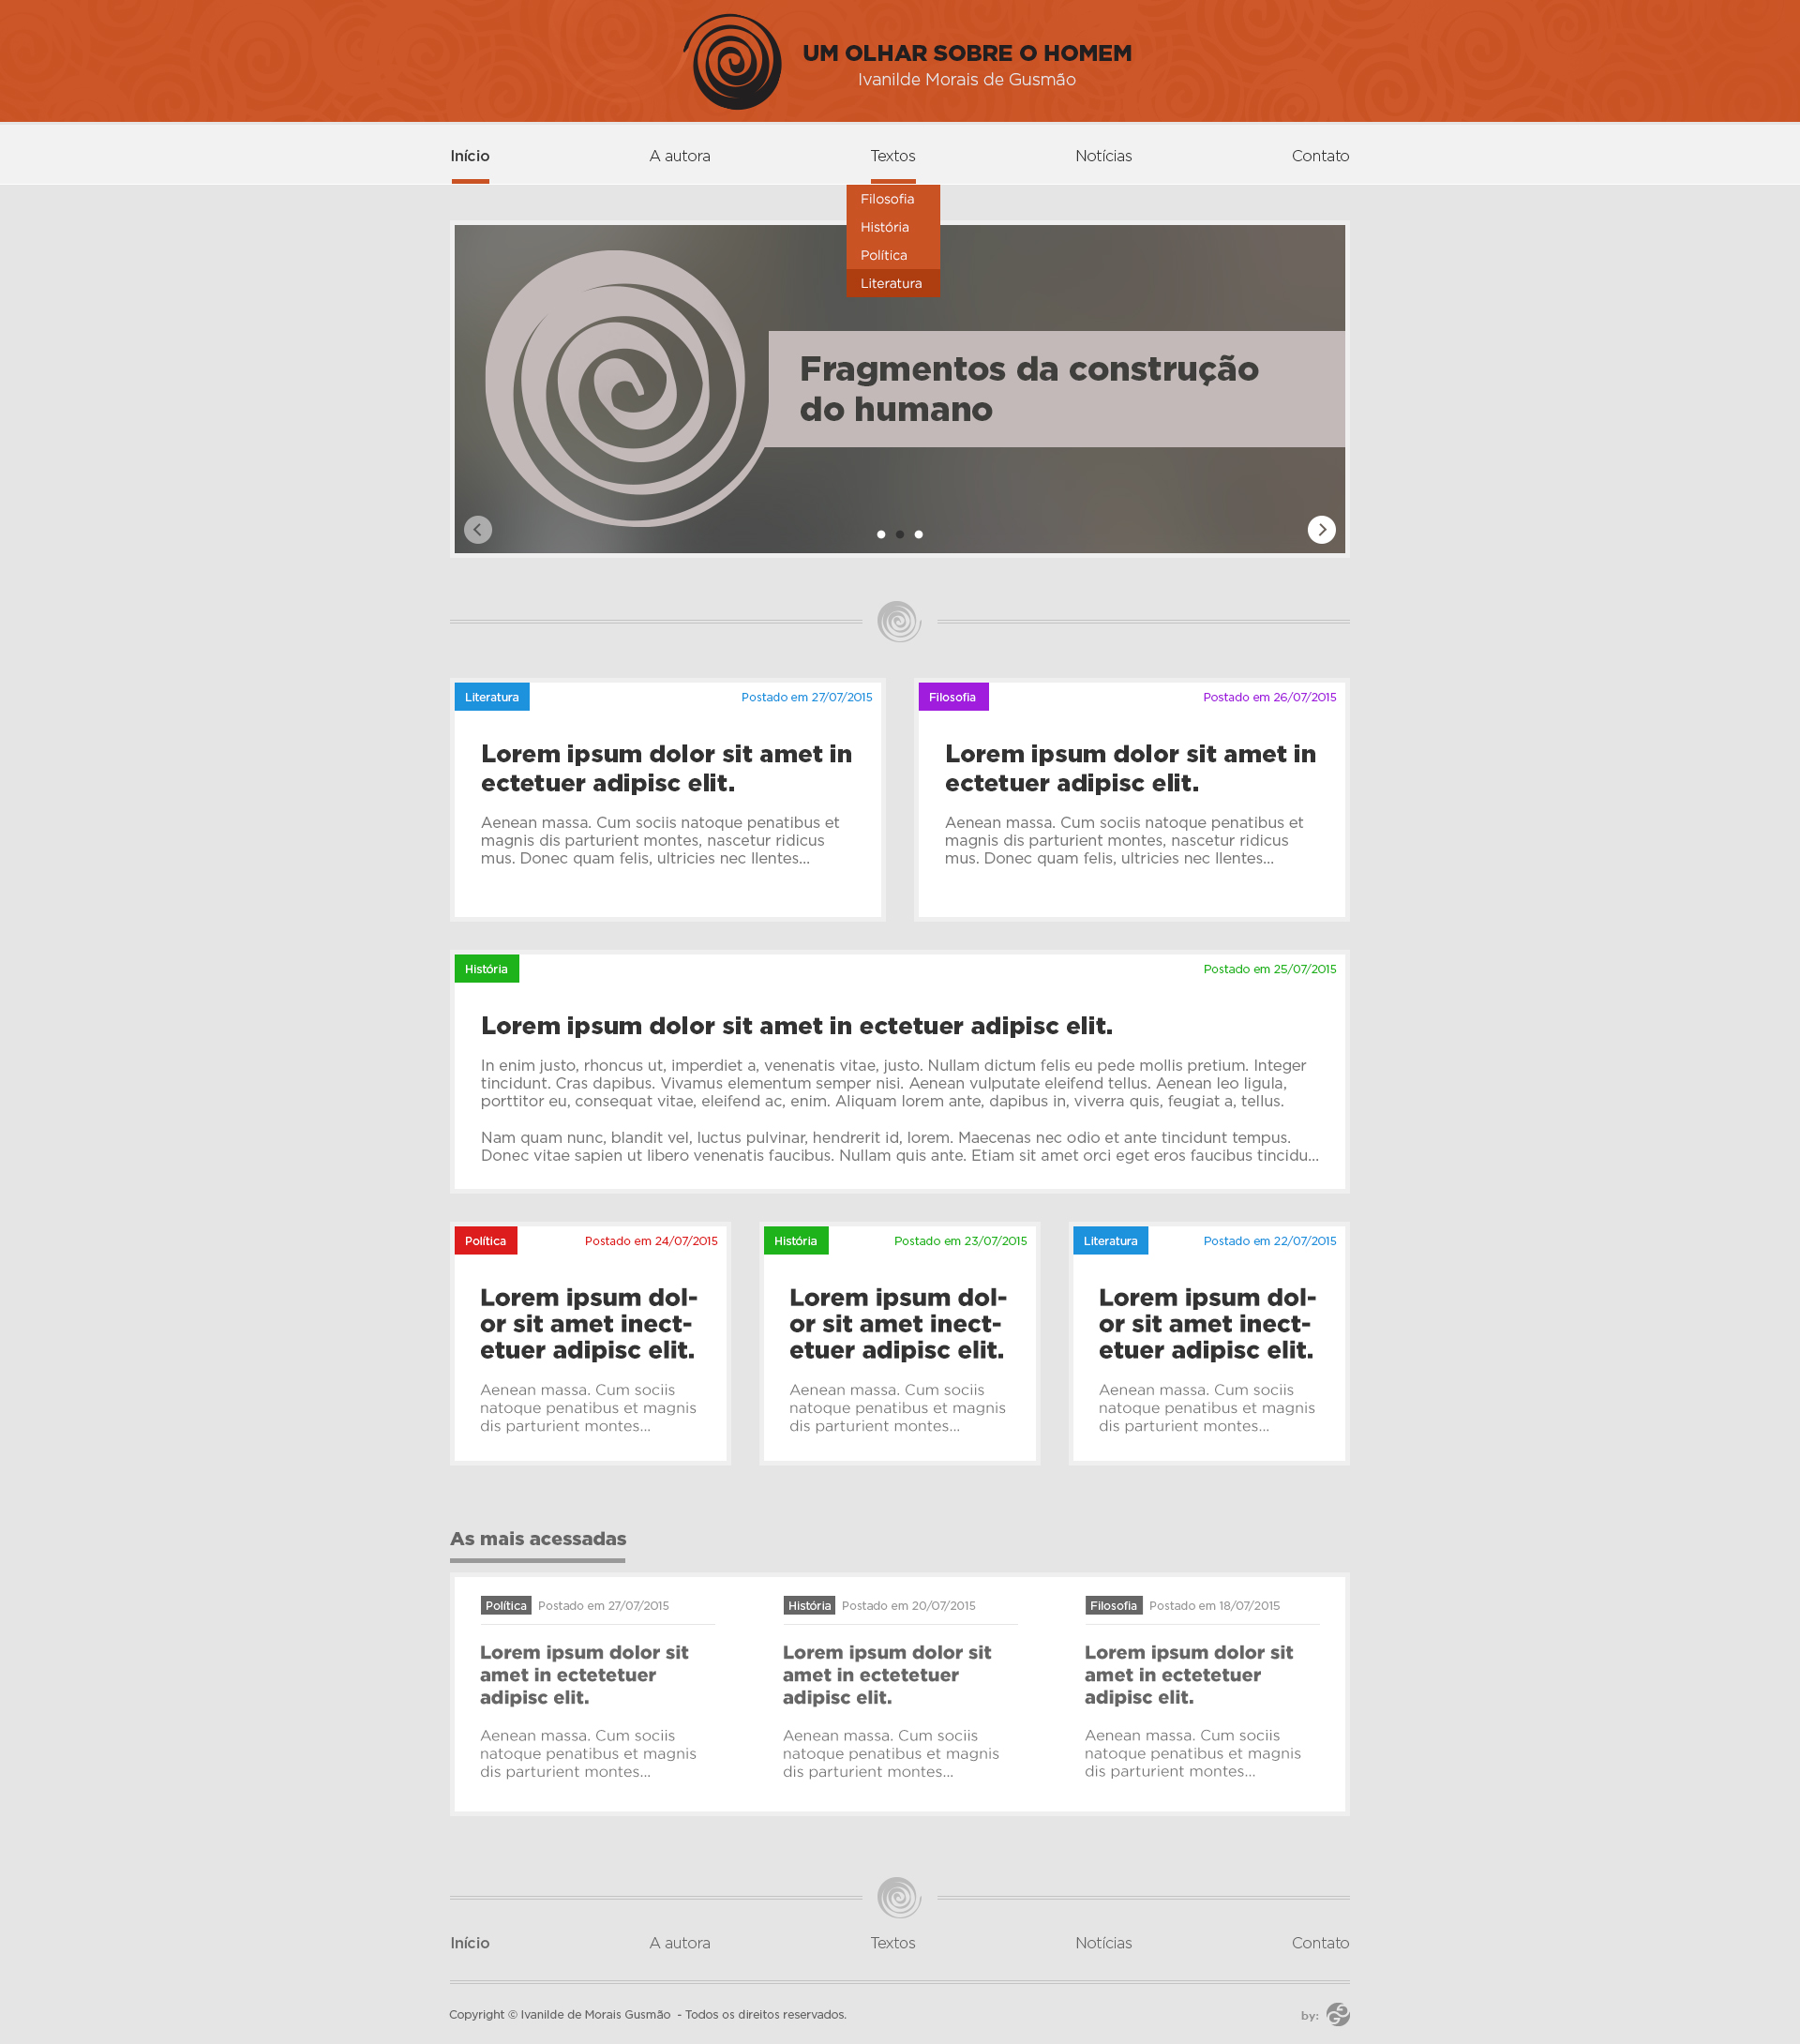 UM OLHAR SOBRE O HOMEM
Ivanilde Morais de Gusmão
Início
A autora
Textos
Notícias
Contato
Filosofia
História
Política
Literatura
Fragmentos da construção
do humano
Literatura
Postado em 27/07/2015
Lorem ipsum dolor sit amet in
ectetuer adipisc elit.
Aenean massa. Cum sociis natoque penatibus et
magnis dis parturient montes, nascetur ridicus
mus. Donec quam felis, ultricies nec llentes...
Filosofia
Postado em 26/07/2015
Lorem ipsum dolor sit amet in
ectetuer adipisc elit.
Aenean massa. Cum sociis natoque penatibus et
magnis dis parturient montes, nascetur ridicus
mus. Donec quam felis, ultricies nec llentes...
História
Postado em 25/07/2015
Lorem ipsum dolor sit amet in ectetuer adipisc elit.
In enim justo, rhoncus ut, imperdiet a, venenatis vitae, justo. Nullam dictum felis eu pede mollis pretium. Integer
tincidunt. Cras dapibus. Vivamus elementum semper nisi. Aenean vulputate eleifend tellus. Aenean leo ligula,
porttitor eu, consequat vitae, eleifend ac, enim. Aliquam lorem ante, dapibus in, viverra quis, feugiat a, tellus.
Nam quam nunc, blandit vel, luctus pulvinar, hendrerit id, lorem. Maecenas nec odio et ante tincidunt tempus.
Donec vitae sapien ut libero venenatis faucibus. Nullam quis ante. Etiam sit amet orci eget eros faucibus tincidu...
Política
Postado em 24/07/2015
Lorem ipsum dol-
or sit amet inect-
etuer adipisc elit.
Aenean massa. Cum sociis
natoque penatibus et magnis
dis parturient montes...
História
Postado em 23/07/2015
Lorem ipsum dol-
or sit amet inect-
etuer adipisc elit.
Aenean massa. Cum sociis
natoque penatibus et magnis
dis parturient montes...
Literatura
Postado em 22/07/2015
Lorem ipsum dol-
or sit amet inect-
etuer adipisc elit.
Aenean massa. Cum sociis
natoque penatibus et magnis
dis parturient montes...
As mais acessadas
Política Postado em 27/07/2015
Lorem ipsum dolor sit
amet in ectetetuer
adipisc elit.
Aenean massa. Cum sociis
natoque penatibus et magnis
dis parturient montes...
História Postado em 20/07/2015
Lorem ipsum dolor sit
amet in ectetetuer
adipisc elit.
Aenean massa. Cum sociis
natoque penatibus et magnis
dis parturient montes...
Filosofia Postado em 18/07/2015
Lorem ipsum dolor sit
amet in ectetetuer
adipisc elit.
Aenean massa. Cum sociis
natoque penatibus et magnis
dis parturient montes...
Início
A autora
Textos
Notícias
Contato
Copyright © Ivanilde de Morais Gusmão - Todos os direitos reservados.
by: